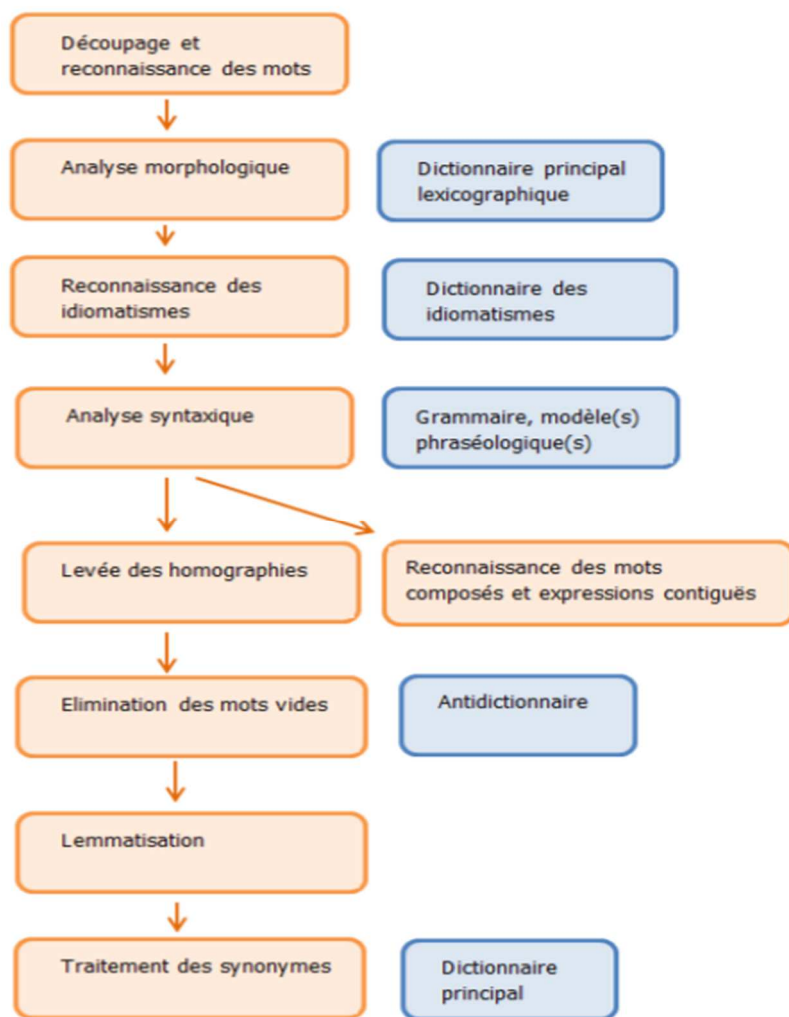 Découpage et
reconnaissance des mots
Analyse morphologique
Dictionnaire principal
lexicographique
Reconnaissance des
idiomatismes
Dictionnaire des
idiomatismes
Analyse syntaxique
Grammaire, modèle(s)
phraséologique(s)
Levée des homographies
Reconnaissance des mots
composés et expressions contiguës
Elimination des mots vides
Antidictionnaire
Lemmatisation
Traitement des synonymes
Dictionnaire
principal